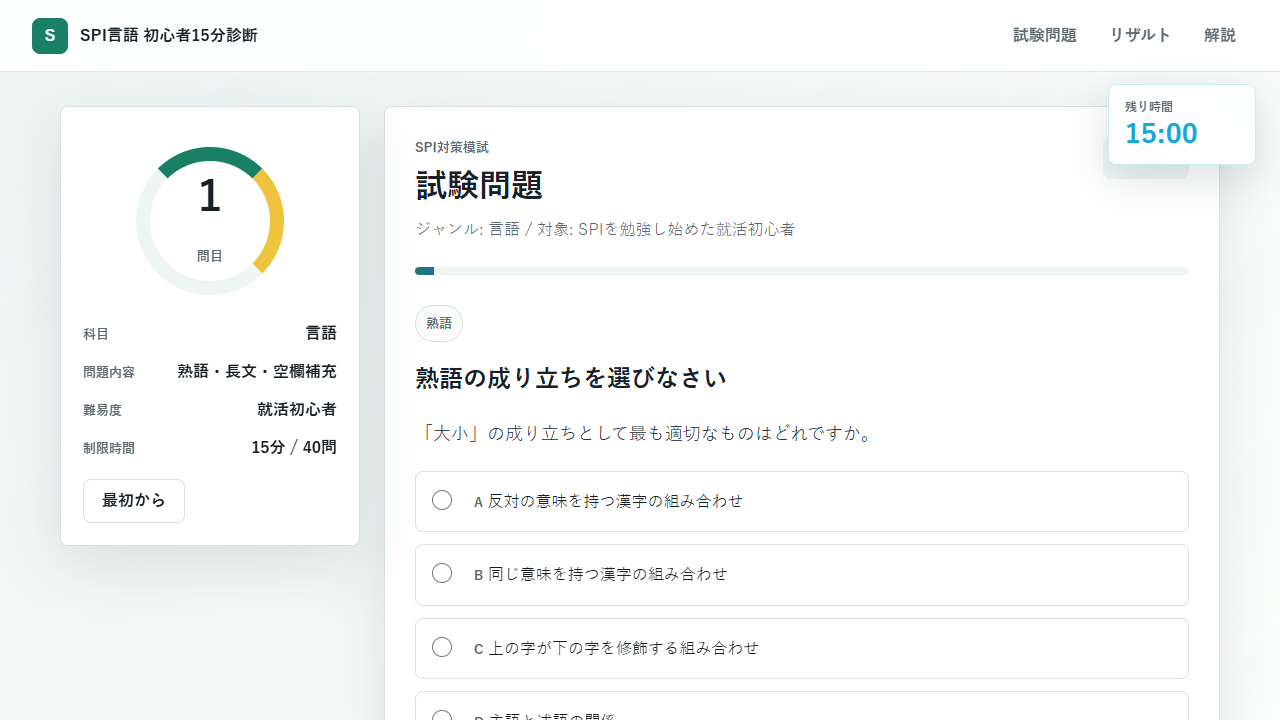 S
SPI言語 初心者15分診断
試験問題
リザルト
解説
残り時間
15:00
1
問目
科目
言語
問題内容
熟語・長文・空欄補充
難易度
就活初心者
制限時間
15分 / 40問
最初から
SPI対策模試
試験問題
ジャンル: 言語 / 対象: SPIを勉強し始めた就活初心者
熟語
熟語の成り立ちを選びなさい
「大小」の成り立ちとして最も適切なものはどれですか。
A 反対の意味を持つ漢字の組み合わせ
B 同じ意味を持つ漢字の組み合わせ
C 上の字が下の字を修飾する組み合わせ
D 主語と述語の関係